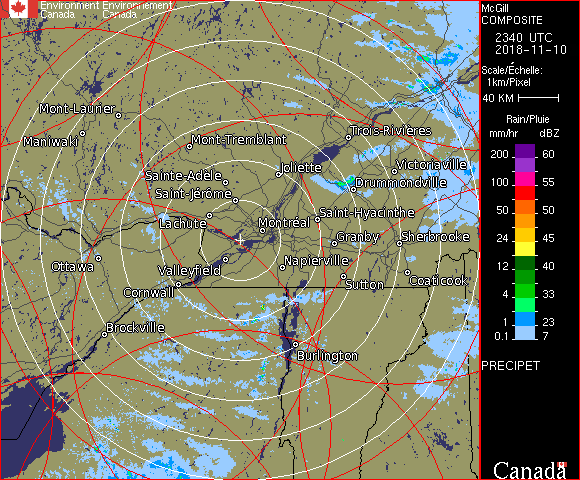 Environment Environnement
Canada Canada
McGill
COMPOSITE
2340 UTC
2018-11-10
Scale/Échelle:
1km/Pixel
40 KM
Rain/Pluie
mm/hr dBZ
200 60
100 55
50 50
24 45
12 40
4 33
1 23
0.1 7
PRECIPET
Canada
Mont-Laurier
Maniwaki
Mont-Tremblant
Trois-Rivières
Joliette
Victoriaville
Sainte-Adèle
Drummondville
Saint-Jérôme
Saint-Hyacinthe
Lachute
Montréal
Granby
Sherbrooke
Ottawa
Valleyfield
Napierville
Coaticook
Cornwall
Sutton
Brockville
Burlington